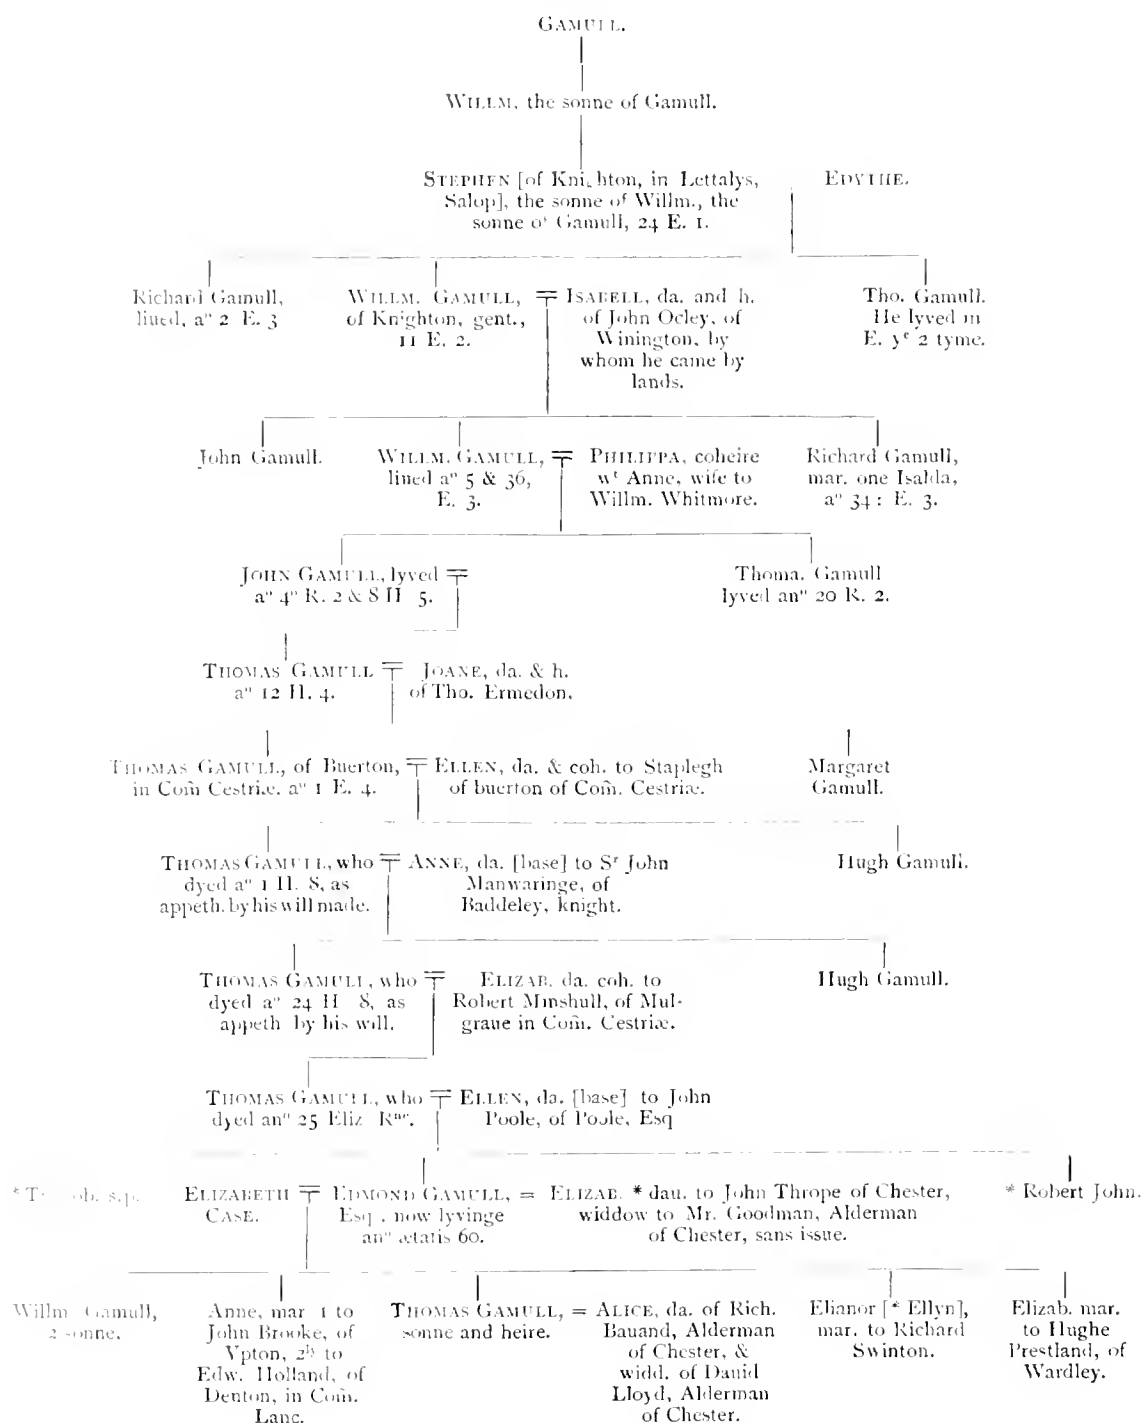 GAMULL.
WILLM, the sonne of Gamull.
STEPHEN [of Knighton, in Lettalys,
Salop], the sonne of Willm., the
sonne of Gamull, 24 E. 1.
EDYTHE.
Richard Gamull,
liued, aº 2 E. 3
WILLM. GAMULL,
of Knighton, gent.,
11 E. 2.
ISABELL, da. and h.
of John Ocley, of
Winington, by
whom he came by
lands.
Tho. Gamull.
He lyved in
E. yᵉ 2 tyme.
John Gamull.
WILLM. GAMULL,
liued aº 5 & 36,
E. 3.
PHILIPPA, coheire
wᵗ Anne, wife to
Willm. Whitmore.
Richard Gamull,
mar. one Isalda,
aº 34: E. 3.
JOHN GAMULL, lyved
aº 4º R. 2 & 8 H 5.
Thoma. Gamull
lyved anº 20 R. 2.
THOMAS GAMULL
aº 12 H. 4.
JOANE, da. & h.
of Tho. Ermedon.
THOMAS GAMULL, of Buerton,
in Com̃ Cestriæ. aº 1 E. 4.
ELLEN, da. & coh. to Staplegh
of buerton of Com̃. Cestriæ.
Margaret
Gamull.
THOMAS GAMULL, who
dyed aº 1 H. 8, as
appeth. by his will made.
ANNE, da. [base] to Sʳ John
Manwaringe, of
Baddeley, knight.
Hugh Gamull.
THOMAS GAMULL, who
dyed aº 24 H 8, as
appeth by his will.
ELIZAB. da. coh. to
Robert Minshull, of Mul-
graue in Com̃. Cestriæ.
Hugh Gamull.
THOMAS GAMULL, who
dyed anº 25 Eliz
ELLEN, da. [base] to John
Poole, of Poole, Esq
ob. s.p.
ELIZABETH
CASE.
EDMOND GAMULL, =
Esq., now lyvinge
anº ætatis 60.
ELIZAB. * dau. to John Thrope of Chester,
widdow to Mr. Goodman, Alderman
of Chester, sans issue.
* Robert John.
Willm Gamull,
2 sonne.
Anne, mar 1 to
John Brooke, of
Vpton, 2ˡʸ to
Edw. Holland, of
Denton, in Com̃.
Lanc.
THOMAS GAMULL, =
sonne and heire.
ALICE, da. of Rich.
Bauand, Alderman
of Chester, &
widd. of Dauid
Lloyd, Alderman
of Chester.
Elianor [* Ellyn],
mar. to Richard
Swinton.
Elizab. mar.
to Hughe
Prestland, of
Wardley.